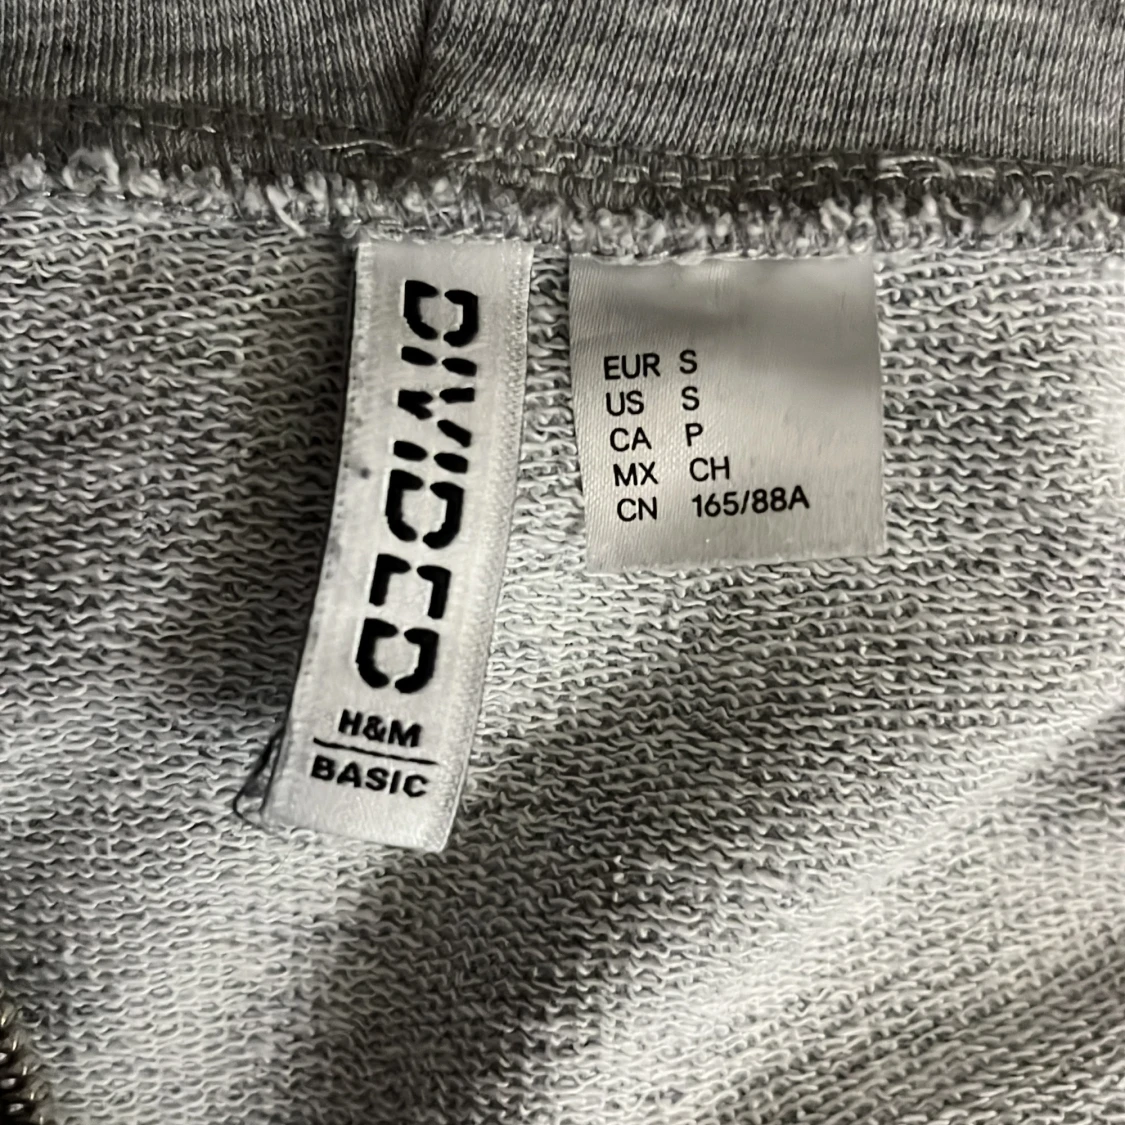 DIVIDED
H&M
BASIC
EUR S
US S
CA P
MX CH
CN 165/88A